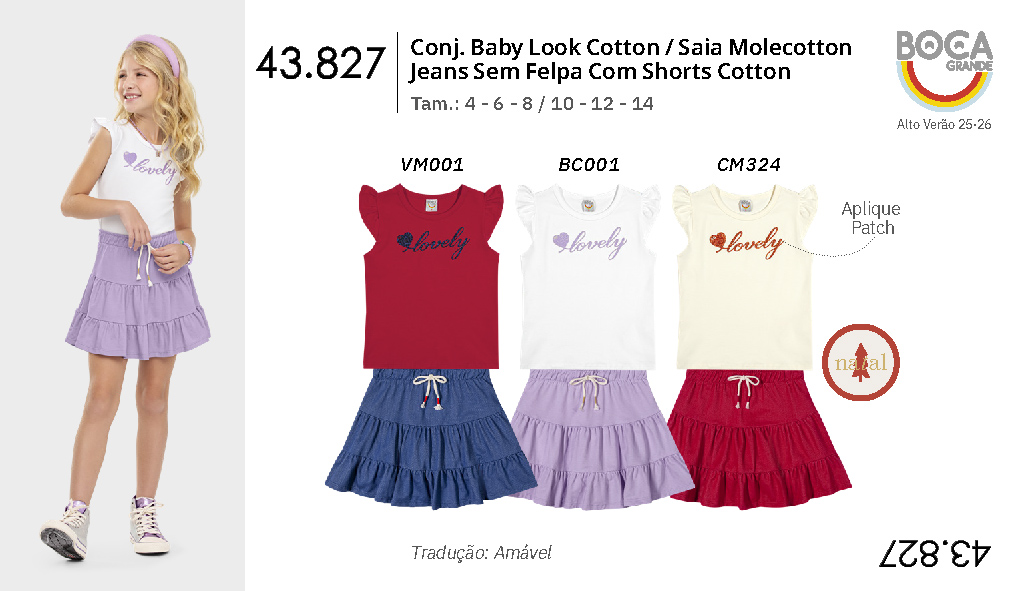 43.827
Conj. Baby Look Cotton / Saia Molecotton
Jeans Sem Felpa Com Shorts Cotton
Tam.: 4 - 6 - 8 / 10 - 12 - 14
BOCA
GRANDE
Alto Verão 25-26
VM001 BC001 CM324
lovely
lovely
lovely
lovely
Aplique
Patch
natal
Tradução: Amável
43.827